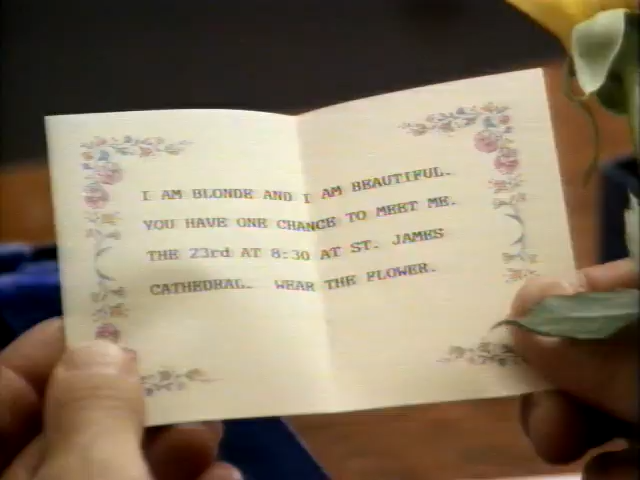 I AM BLONDE AND I AM BEAUTIFUL.
YOU HAVE ONE CHANCE TO MEET ME.
THE 23rd AT 8:30 AT ST. JAMES
CATHEDRAL. WEAR THE FLOWER.